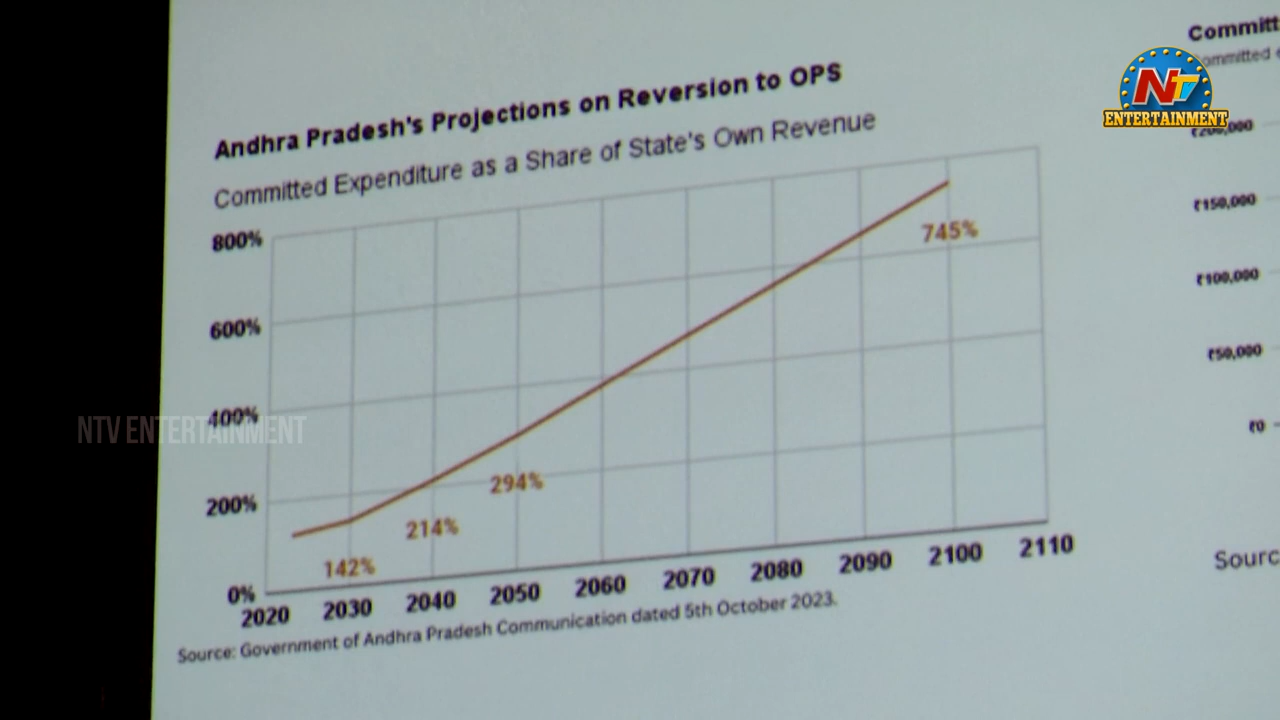 Andhra Pradesh's Projections on Reversion to OPS
Committed Expenditure as a Share of State's Own Revenue
800%
600%
400%
200%
0%
745%
294%
214%
142%
2020 2030 2040 2050 2060 2070 2080 2090 2100 2110
Source: Government of Andhra Pradesh Communication dated 5th October 2023.
NTV ENTERTAINMENT
NT
ENTERTAINMENT
₹150,000
₹100,000
₹50,000
₹0